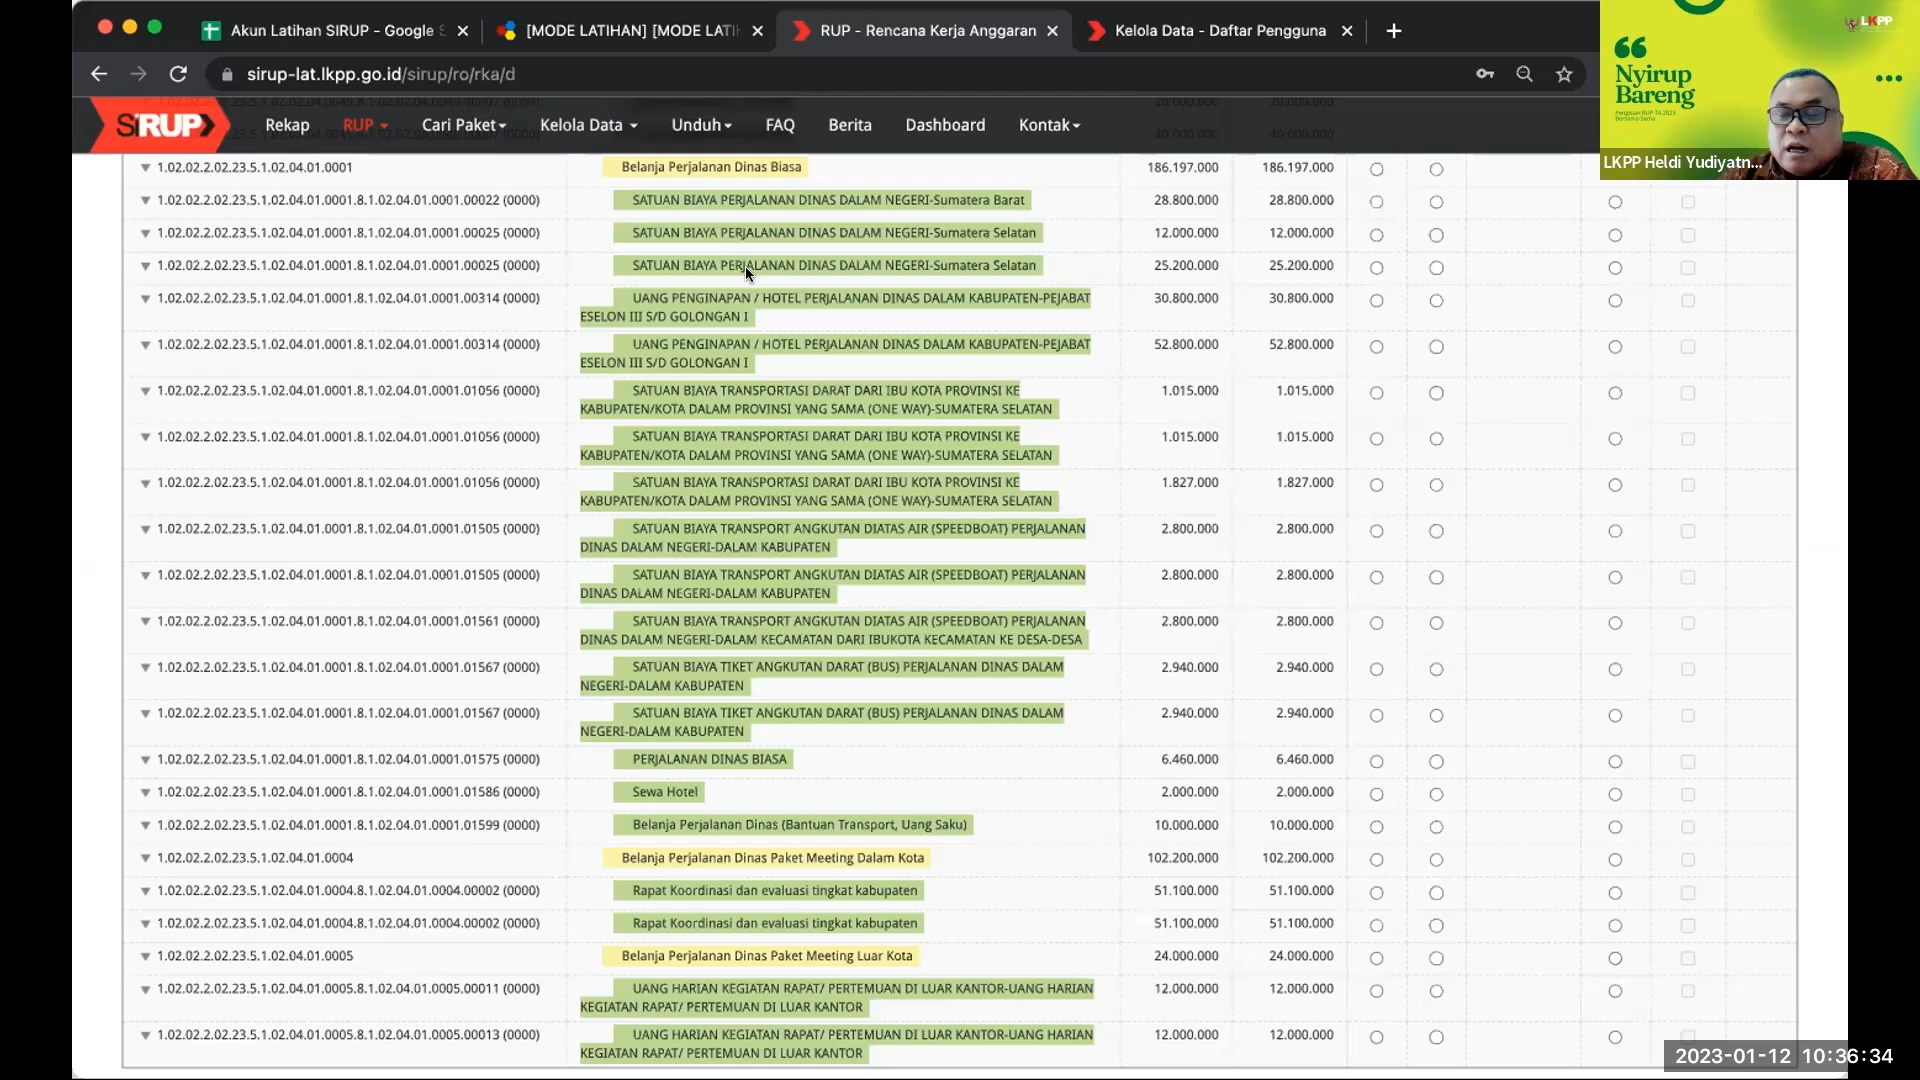 Akun Latihan SIRUP - Google S
[MODE LATIHAN] [MODE LATIH
RUP - Rencana Kerja Anggaran
Kelola Data - Daftar Pengguna
sirup-lat.lkpp.go.id/sirup/ro/rka/d
SiRUP
Rekap
RUP
Cari Paket
Kelola Data
Unduh
FAQ
Berita
Dashboard
Kontak
LKPP
Nyirup
Bareng
Pengisian RUP TA 2023
Bersama-Sama
LKPP Heldi Yudiyatn...
1.02.02.2.02.23.5.1.02.04.01.0001 Belanja Perjalanan Dinas Biasa 186.197.000 186.197.000
1.02.02.2.02.23.5.1.02.04.01.0001.8.1.02.04.01.0001.00022 (0000) SATUAN BIAYA PERJALANAN DINAS DALAM NEGERI-Sumatera Barat 28.800.000 28.800.000
1.02.02.2.02.23.5.1.02.04.01.0001.8.1.02.04.01.0001.00025 (0000) SATUAN BIAYA PERJALANAN DINAS DALAM NEGERI-Sumatera Selatan 12.000.000 12.000.000
1.02.02.2.02.23.5.1.02.04.01.0001.8.1.02.04.01.0001.00025 (0000) SATUAN BIAYA PERJALANAN DINAS DALAM NEGERI-Sumatera Selatan 25.200.000 25.200.000
1.02.02.2.02.23.5.1.02.04.01.0001.8.1.02.04.01.0001.00314 (0000) UANG PENGINAPAN / HOTEL PERJALANAN DINAS DALAM KABUPATEN-PEJABAT 30.800.000 30.800.000
ESELON III S/D GOLONGAN I
1.02.02.2.02.23.5.1.02.04.01.0001.8.1.02.04.01.0001.00314 (0000) UANG PENGINAPAN / HOTEL PERJALANAN DINAS DALAM KABUPATEN-PEJABAT 52.800.000 52.800.000
ESELON III S/D GOLONGAN I
1.02.02.2.02.23.5.1.02.04.01.0001.8.1.02.04.01.0001.01056 (0000) SATUAN BIAYA TRANSPORTASI DARAT DARI IBU KOTA PROVINSI KE 1.015.000 1.015.000
KABUPATEN/KOTA DALAM PROVINSI YANG SAMA (ONE WAY)-SUMATERA SELATAN
1.02.02.2.02.23.5.1.02.04.01.0001.8.1.02.04.01.0001.01056 (0000) SATUAN BIAYA TRANSPORTASI DARAT DARI IBU KOTA PROVINSI KE 1.015.000 1.015.000
KABUPATEN/KOTA DALAM PROVINSI YANG SAMA (ONE WAY)-SUMATERA SELATAN
1.02.02.2.02.23.5.1.02.04.01.0001.8.1.02.04.01.0001.01056 (0000) SATUAN BIAYA TRANSPORTASI DARAT DARI IBU KOTA PROVINSI KE 1.827.000 1.827.000
KABUPATEN/KOTA DALAM PROVINSI YANG SAMA (ONE WAY)-SUMATERA SELATAN
1.02.02.2.02.23.5.1.02.04.01.0001.8.1.02.04.01.0001.01505 (0000) SATUAN BIAYA TRANSPORT ANGKUTAN DIATAS AIR (SPEEDBOAT) PERJALANAN 2.800.000 2.800.000
DINAS DALAM NEGERI-DALAM KABUPATEN
1.02.02.2.02.23.5.1.02.04.01.0001.8.1.02.04.01.0001.01505 (0000) SATUAN BIAYA TRANSPORT ANGKUTAN DIATAS AIR (SPEEDBOAT) PERJALANAN 2.800.000 2.800.000
DINAS DALAM NEGERI-DALAM KABUPATEN
1.02.02.2.02.23.5.1.02.04.01.0001.8.1.02.04.01.0001.01561 (0000) SATUAN BIAYA TRANSPORT ANGKUTAN DIATAS AIR (SPEEDBOAT) PERJALANAN 2.800.000 2.800.000
DINAS DALAM NEGERI-DALAM KECAMATAN DARI IBUKOTA KECAMATAN KE DESA-DESA
1.02.02.2.02.23.5.1.02.04.01.0001.8.1.02.04.01.0001.01567 (0000) SATUAN BIAYA TIKET ANGKUTAN DARAT (BUS) PERJALANAN DINAS DALAM 2.940.000 2.940.000
NEGERI-DALAM KABUPATEN
1.02.02.2.02.23.5.1.02.04.01.0001.8.1.02.04.01.0001.01567 (0000) SATUAN BIAYA TIKET ANGKUTAN DARAT (BUS) PERJALANAN DINAS DALAM 2.940.000 2.940.000
NEGERI-DALAM KABUPATEN
1.02.02.2.02.23.5.1.02.04.01.0001.8.1.02.04.01.0001.01575 (0000) PERJALANAN DINAS BIASA 6.460.000 6.460.000
1.02.02.2.02.23.5.1.02.04.01.0001.8.1.02.04.01.0001.01586 (0000) Sewa Hotel 2.000.000 2.000.000
1.02.02.2.02.23.5.1.02.04.01.0001.8.1.02.04.01.0001.01599 (0000) Belanja Perjalanan Dinas (Bantuan Transport, Uang Saku) 10.000.000 10.000.000
1.02.02.2.02.23.5.1.02.04.01.0004 Belanja Perjalanan Dinas Paket Meeting Dalam Kota 102.200.000 102.200.000
1.02.02.2.02.23.5.1.02.04.01.0004.8.1.02.04.01.0004.00002 (0000) Rapat Koordinasi dan evaluasi tingkat kabupaten 51.100.000 51.100.000
1.02.02.2.02.23.5.1.02.04.01.0004.8.1.02.04.01.0004.00002 (0000) Rapat Koordinasi dan evaluasi tingkat kabupaten 51.100.000 51.100.000
1.02.02.2.02.23.5.1.02.04.01.0005 Belanja Perjalanan Dinas Paket Meeting Luar Kota 24.000.000 24.000.000
1.02.02.2.02.23.5.1.02.04.01.0005.8.1.02.04.01.0005.00011 (0000) UANG HARIAN KEGIATAN RAPAT/ PERTEMUAN DI LUAR KANTOR-UANG HARIAN 12.000.000 12.000.000
KEGIATAN RAPAT/ PERTEMUAN DI LUAR KANTOR
1.02.02.2.02.23.5.1.02.04.01.0005.8.1.02.04.01.0005.00013 (0000) UANG HARIAN KEGIATAN RAPAT/ PERTEMUAN DI LUAR KANTOR-UANG HARIAN 12.000.000 12.000.000
KEGIATAN RAPAT/ PERTEMUAN DI LUAR KANTOR
2023-01-12 10:36:34